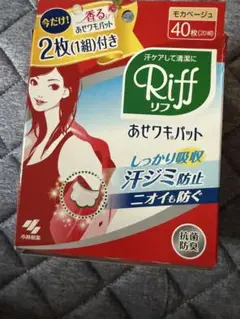 今だけ!
香る
あせワキパット
2枚(1組)付き
モカベージュ
40枚(20組)
汗ケアして清潔に
Riff
リフ
あせワキパット
しっかり吸収
汗ジミ防止
ニオイも防ぐ
抗菌
防臭
小林製薬